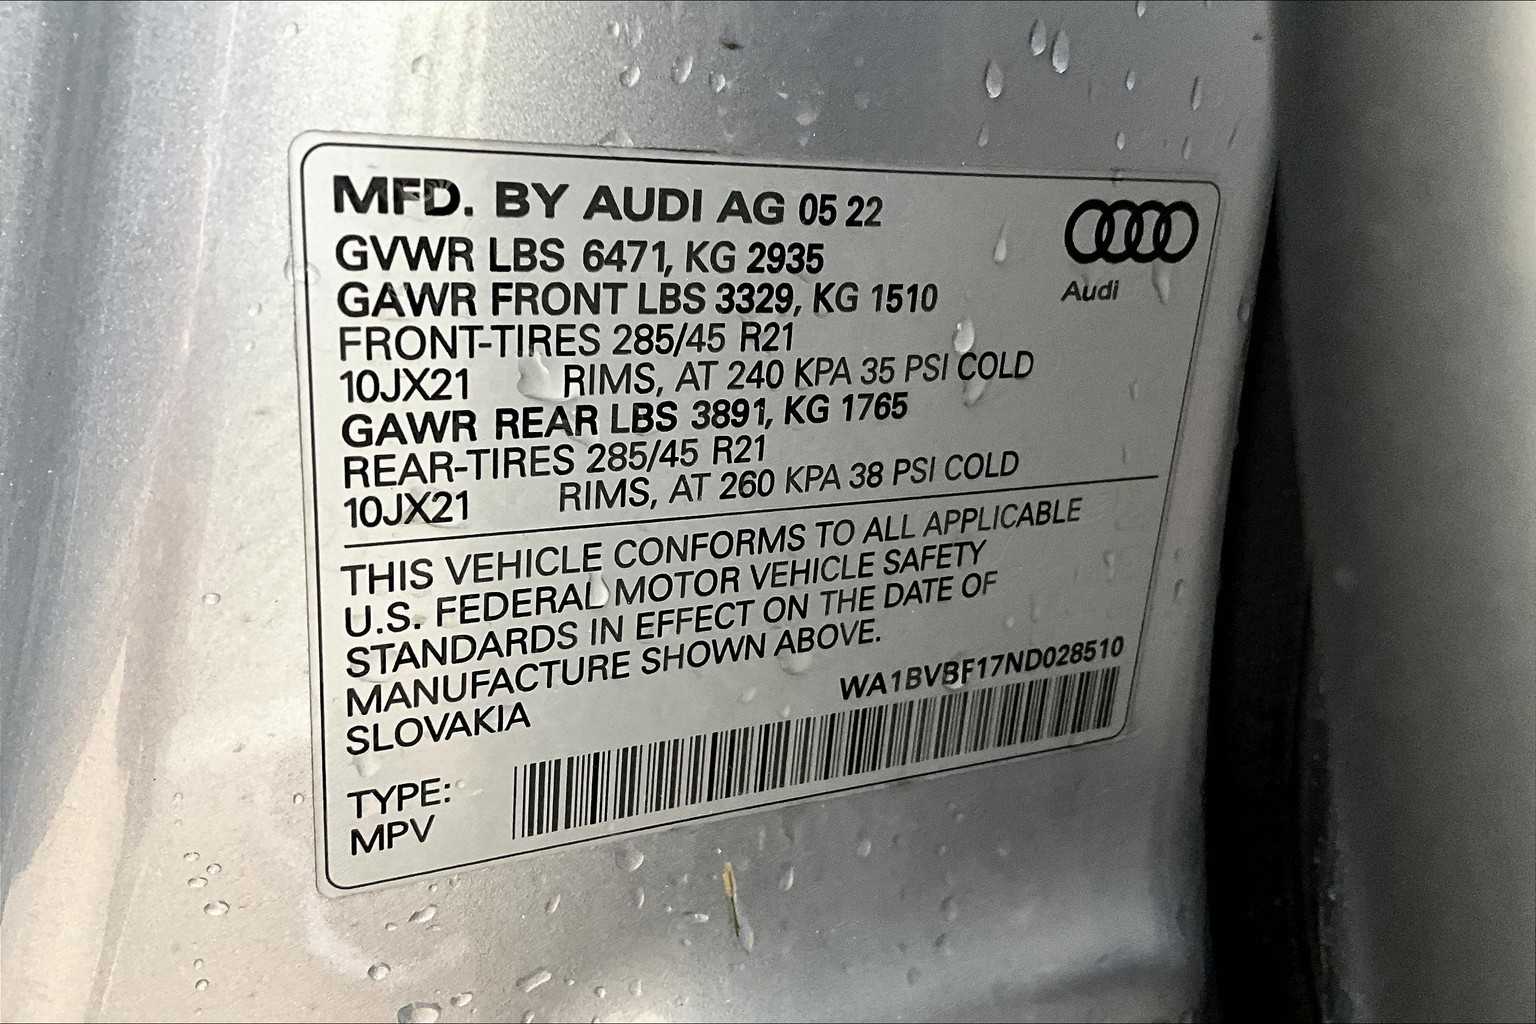 MFD. BY AUDI AG 05 22
GVWR LBS 6471, KG 2935
GAWR FRONT LBS 3329, KG 1510
FRONT-TIRES 285/45 R21
10JX21 RIMS, AT 240 KPA 35 PSI COLD
GAWR REAR LBS 3891, KG 1765
REAR-TIRES 285/45 R21
10JX21 RIMS, AT 260 KPA 38 PSI COLD
Audi
THIS VEHICLE CONFORMS TO ALL APPLICABLE
U.S. FEDERAL MOTOR VEHICLE SAFETY
STANDARDS IN EFFECT ON THE DATE OF
MANUFACTURE SHOWN ABOVE.
SLOVAKIA
WA1BVBF17ND028510
TYPE:
MPV